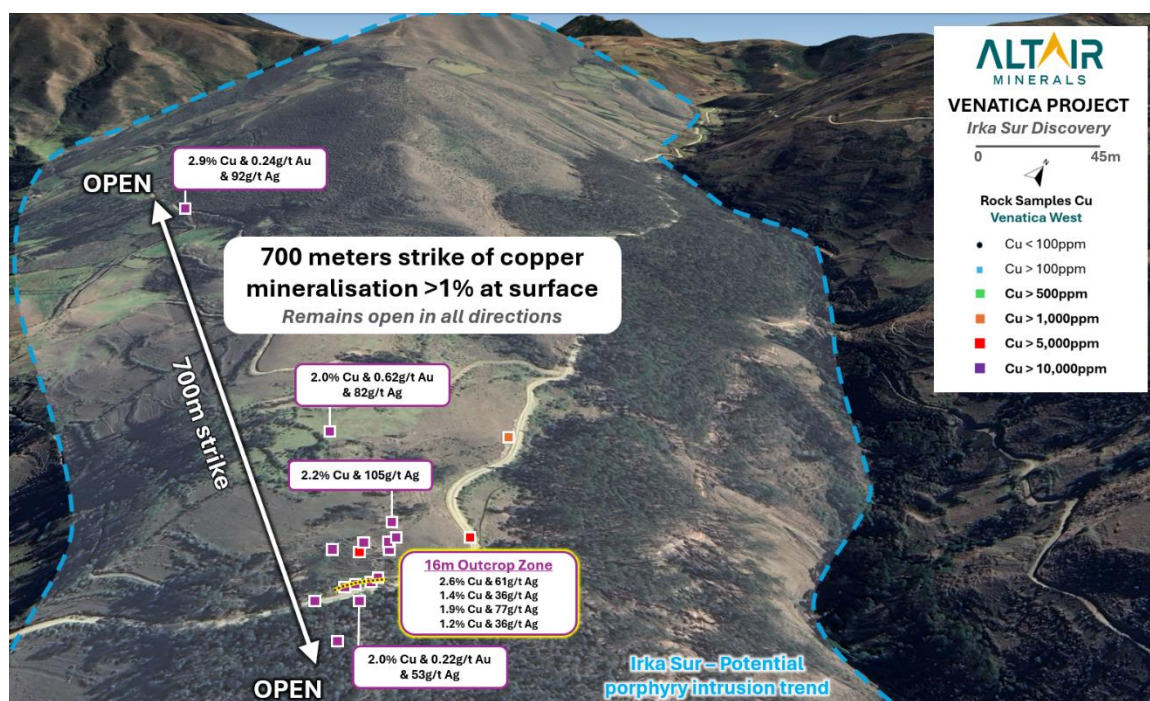 ALTAIR
MINERALS
VENATICA PROJECT
Irka Sur Discovery
0 45m
N
Rock Samples Cu
Venatica West
Cu < 100ppm
Cu > 100ppm
Cu > 500ppm
Cu > 1,000ppm
Cu > 5,000ppm
Cu > 10,000ppm
2.9% Cu & 0.24g/t Au
& 92g/t Ag
OPEN
700 meters strike of copper
mineralisation >1% at surface
Remains open in all directions
700m strike
2.0% Cu & 0.62g/t Au
& 82g/t Ag
2.2% Cu & 105g/t Ag
16m Outcrop Zone
2.6% Cu & 61g/t Ag
1.4% Cu & 36g/t Ag
1.9% Cu & 77g/t Ag
1.2% Cu & 36g/t Ag
2.0% Cu & 0.22g/t Au
& 53g/t Ag
OPEN
Irka Sur – Potential
porphyry intrusion trend